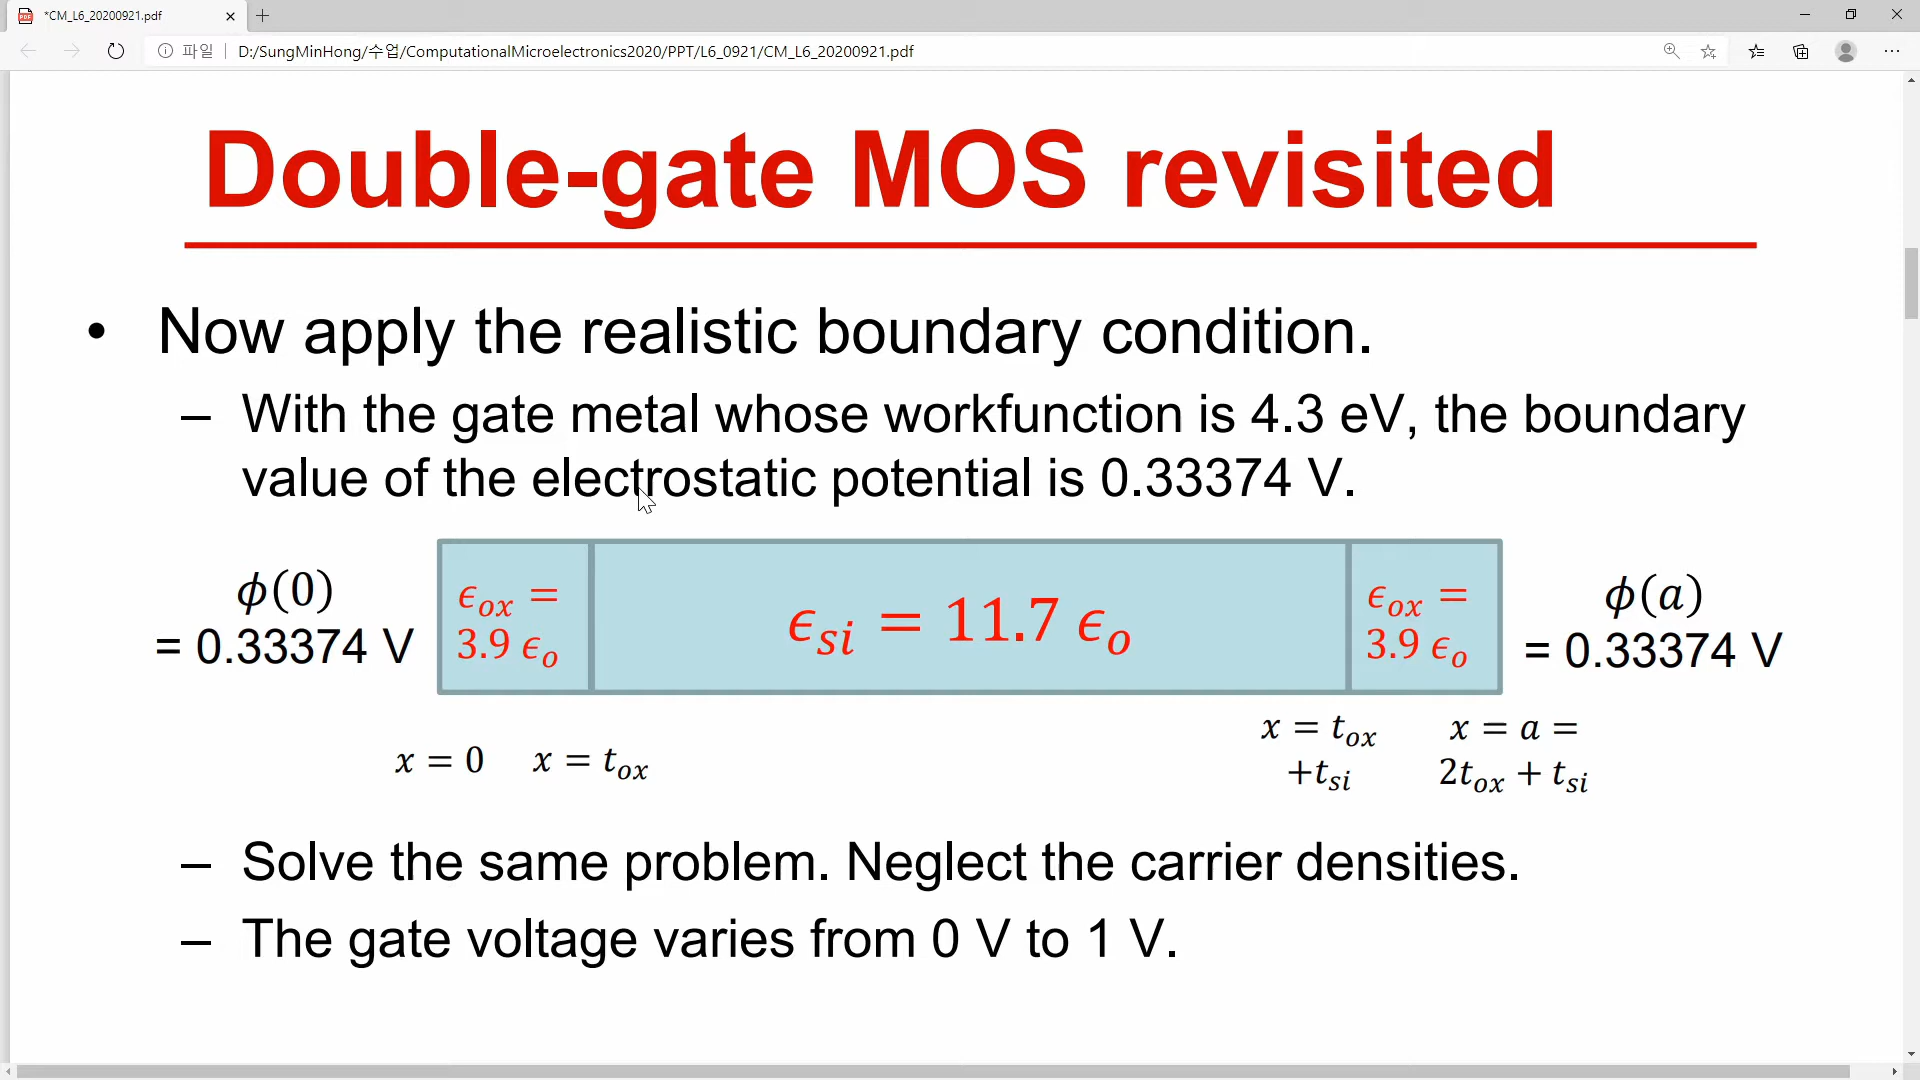 *CM_L6_20200921.pdf
파일 D:/SungMinHong/수업/ComputationalMicroelectronics2020/PPT/L6_0921/CM_L6_20200921.pdf
Double-gate MOS revisited
• Now apply the realistic boundary condition.
– With the gate metal whose workfunction is 4.3 eV, the boundary
value of the electrostatic potential is 0.33374 V.
ϕ(0)
= 0.33374 V
ϵox =
3.9 ϵo
ϵsi = 11.7 ϵo
ϵox =
3.9 ϵo
ϕ(a)
= 0.33374 V
x = 0
x = tox
x = tox
+tsi
x = a =
2tox + tsi
– Solve the same problem. Neglect the carrier densities.
– The gate voltage varies from 0 V to 1 V.